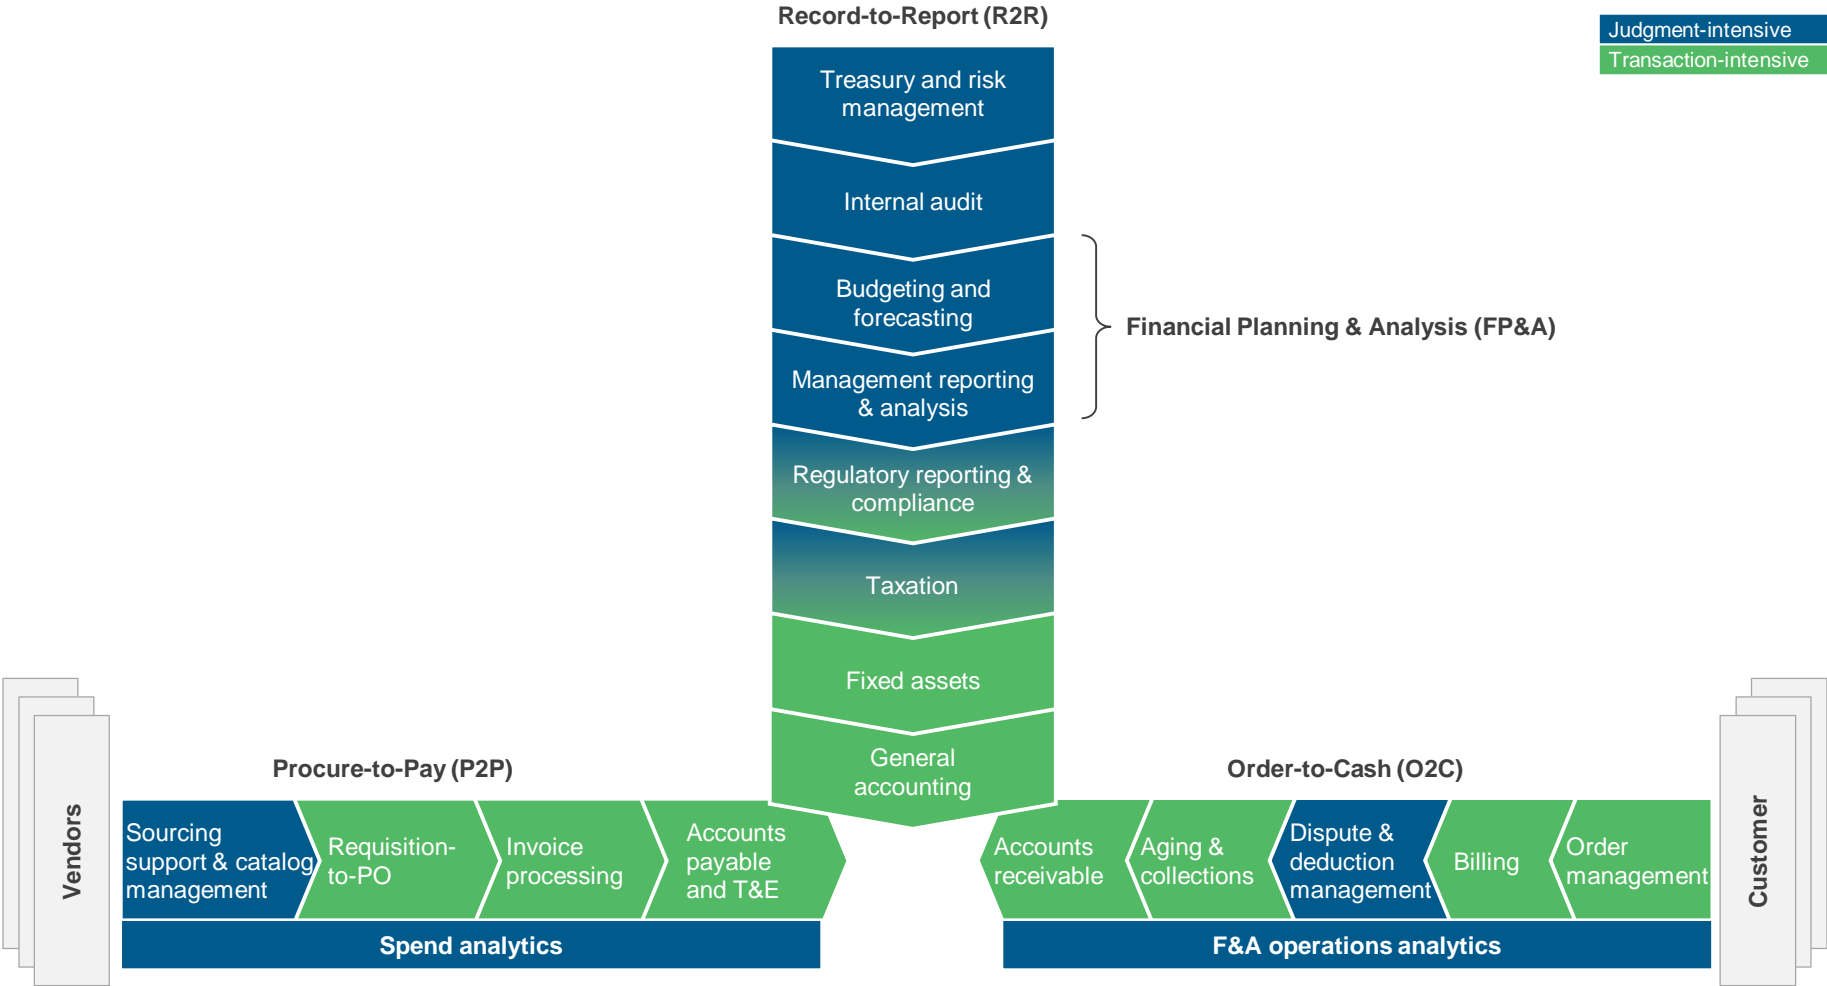 Record-to-Report (R2R)
Judgment-intensive
Transaction-intensive
Treasury and risk
management
Internal audit
Budgeting and
forecasting
Financial Planning & Analysis (FP&A)
Management reporting
& analysis
Regulatory reporting &
compliance
Taxation
Fixed assets
General
accounting
Procure-to-Pay (P2P)
Order-to-Cash (O2C)
Vendors
Sourcing
support & catalog
management
Requisition-
to-PO
Invoice
processing
Accounts
payable
and T&E
Accounts
receivable
Aging &
collections
Dispute &
deduction
management
Billing
Order
management
Customer
Spend analytics
F&A operations analytics